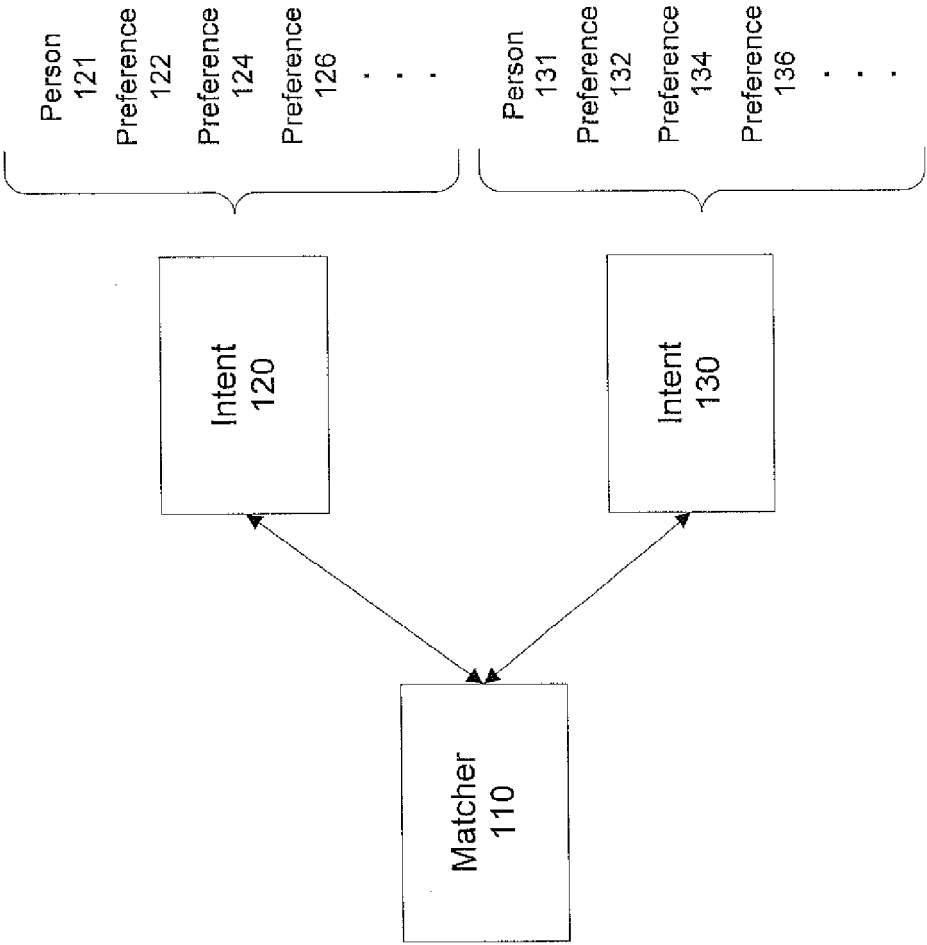 Matcher
110
Intent
120
Person
121
Preference
122
Preference
124
Preference
126
. . .
Intent
130
Person
131
Preference
132
Preference
134
Preference
136
. . .